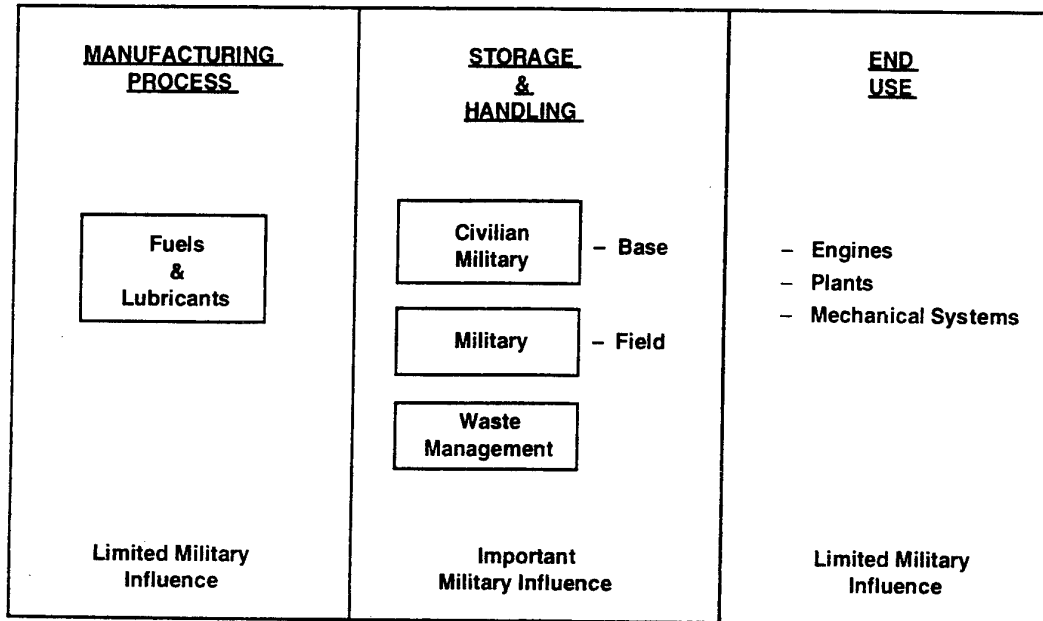 MANUFACTURING
PROCESS
Fuels
&
Lubricants
Limited Military
Influence
STORAGE
&
HANDLING
Civilian
Military
– Base
Military
– Field
Waste
Management
Important
Military Influence
END
USE
– Engines
– Plants
– Mechanical Systems
Limited Military
Influence